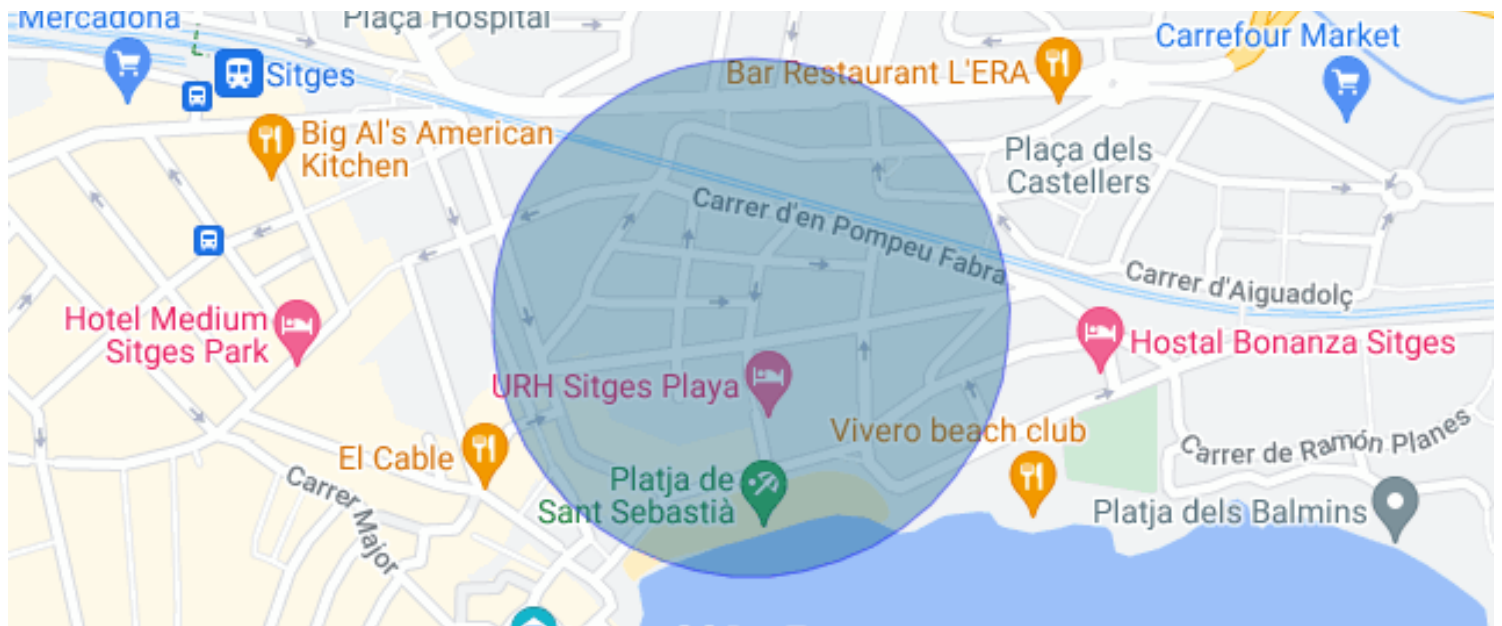 Mercadona
Plaça Hospital
Sitges
Carrefour Market
Bar Restaurant L'ERA
Big Al's American
Kitchen
Plaça dels
Castellers
Carrer d'en Pompeu Fabra
Carrer d'Aiguadolç
Hotel Medium
Sitges Park
Hostal Bonanza Sitges
URH Sitges Playa
Vivero beach club
El Cable
Carrer de Ramón Planes
Platja de
Sant Sebastià
Carrer Major
Platja dels Balmins